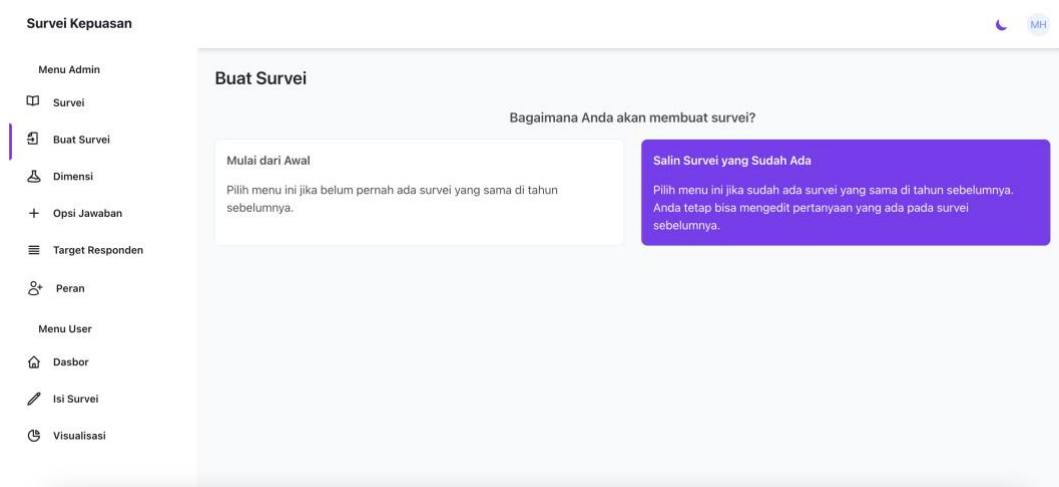 Survei Kepuasan
MH
Menu Admin
Survei
Buat Survei
Dimensi
Opsi Jawaban
Target Responden
Peran
Menu User
Dasbor
Isi Survei
Visualisasi
Buat Survei
Bagaimana Anda akan membuat survei?
Mulai dari Awal
Pilih menu ini jika belum pernah ada survei yang sama di tahun
sebelumnya.
Salin Survei yang Sudah Ada
Pilih menu ini jika sudah ada survei yang sama di tahun sebelumnya.
Anda tetap bisa mengedit pertanyaan yang ada pada survei
sebelumnya.